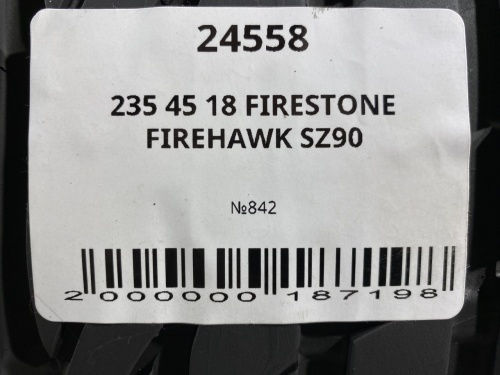 24558
235 45 18 FIRESTONE
FIREHAWK SZ90
№842
2 000000 187198